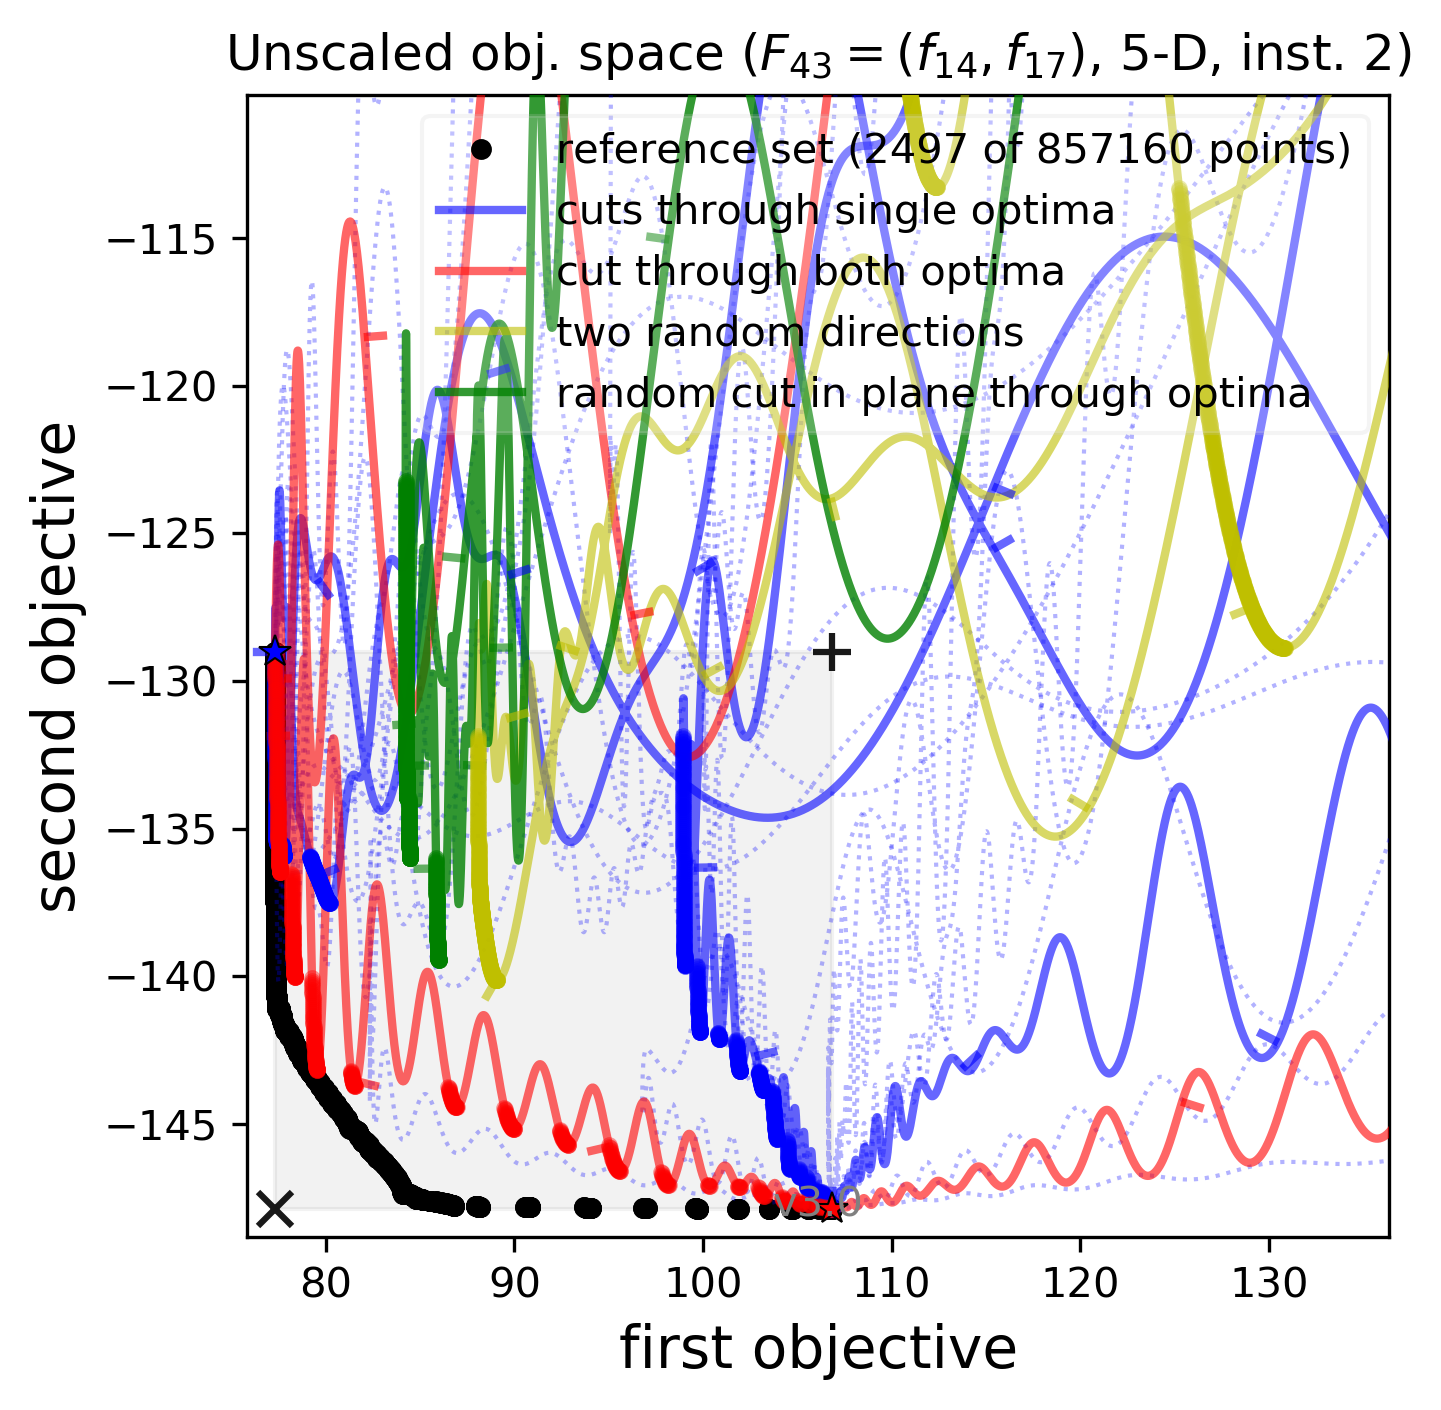 Unscaled obj. space (F43 = (f14, f17), 5-D, inst. 2)
reference set (2497 of 857160 points)
cuts through single optima
cut through both optima
two random directions
random cut in plane through optima
second objective
−115
−120
−125
−130
−135
−140
−145
80
90
100
110
120
130
first objective